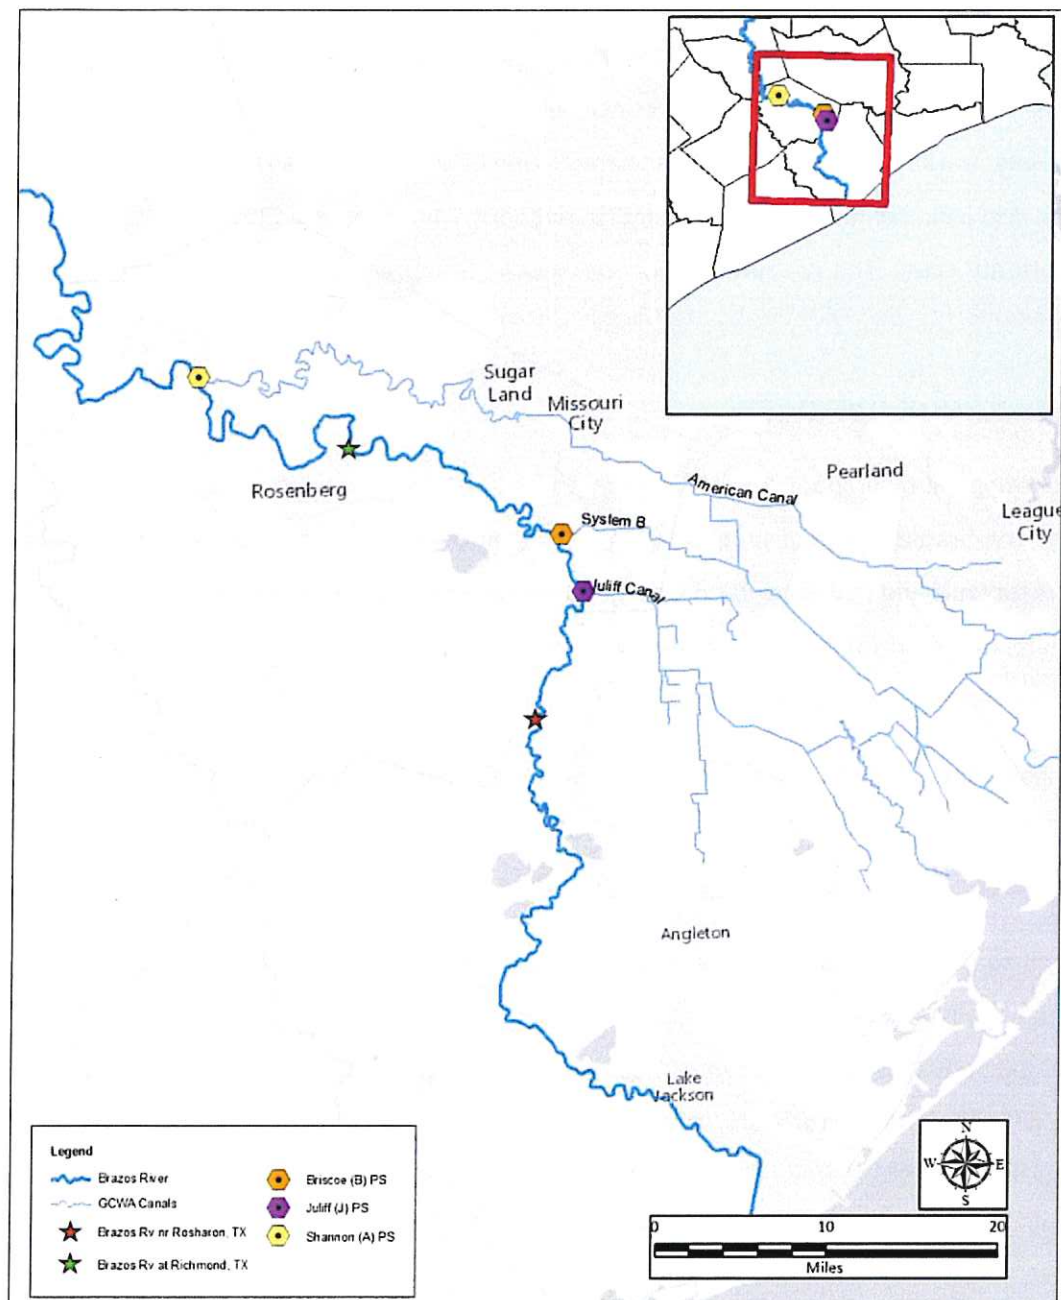 Sugar
Land
Missouri
City
Pearland
American Canal
League
City
Rosenberg
System B
Juliff Canal
Angleton
Lake
Jackson
Legend
Brazos River
GCWA Canals
Brazos Rv nr Rosharon, TX
Brazos Rv at Richmond, TX
Briscoe (B) PS
Juliff (J) PS
Shannon (A) PS
N
W
E
S
0
10
20
Miles